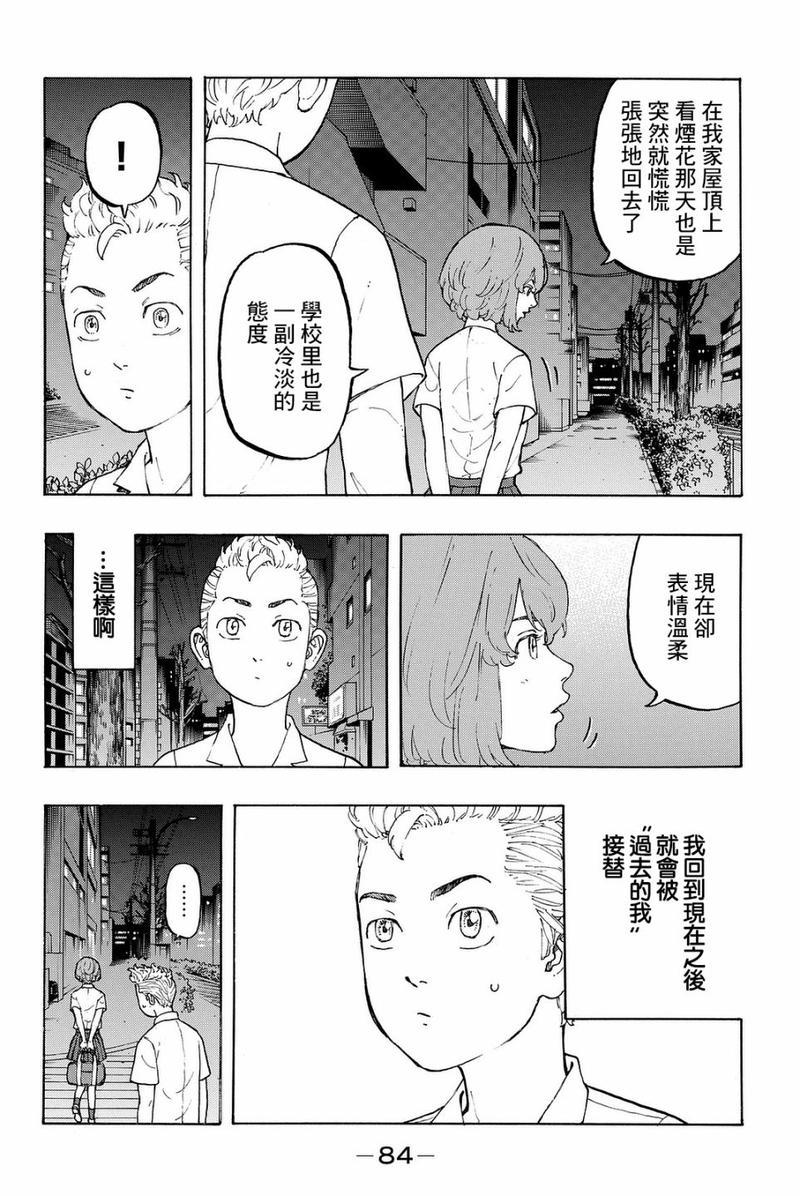 在我家屋頂上
看煙花那天也是
突然就慌慌
張張地回去了
學校里也是
一副冷淡的
態度
！
現在卻
表情溫柔
…這樣啊
我回到現在之後
就會被
“過去的我”
接替
……
—84—